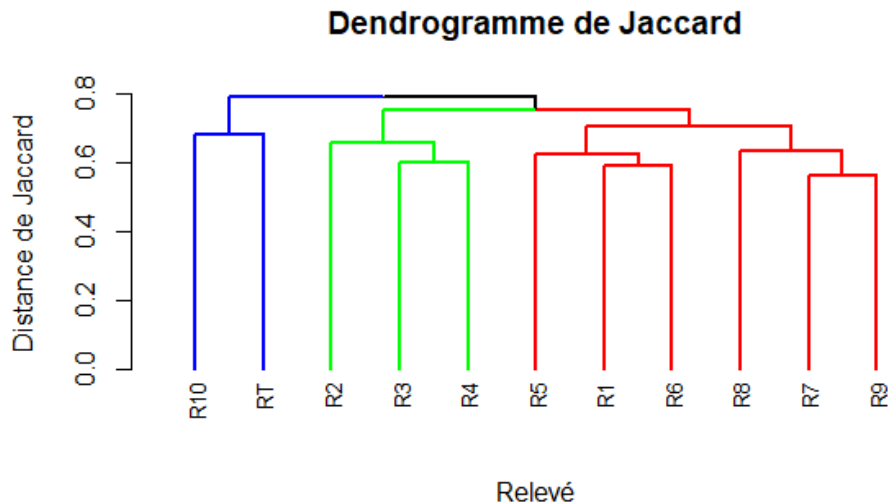 Dendrogramme de Jaccard
Distance de Jaccard
0.8
0.6
0.4
0.2
0.0
R10 RT R2 R3 R4 R5 R1 R6 R8 R7 R9
Relevé